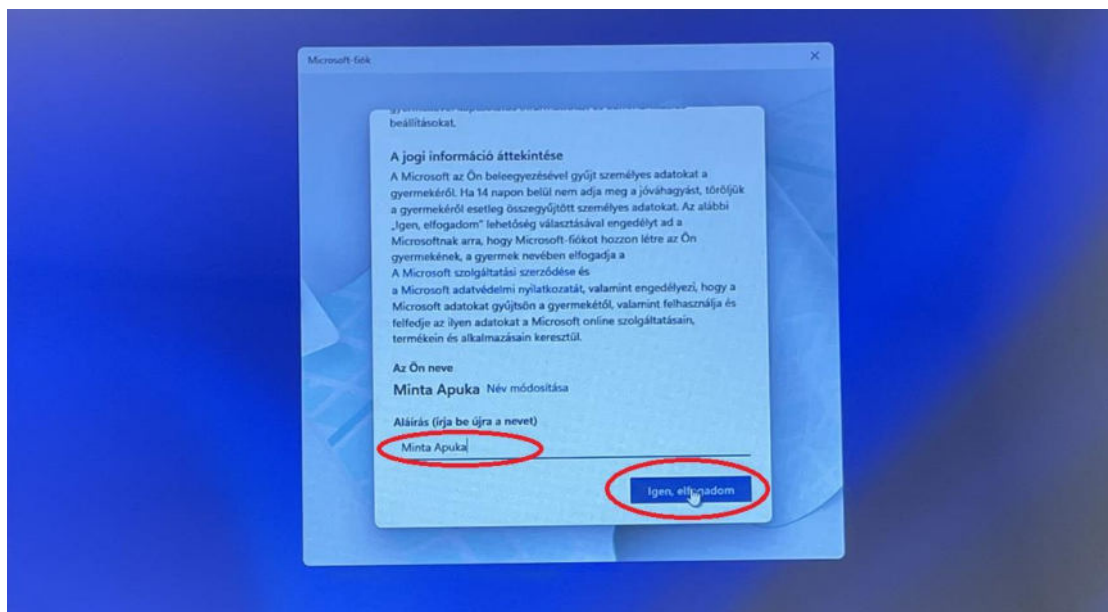 Microsoft-fiók
beállításokat.
A jogi információ áttekintése
A Microsoft az Ön beleegyezésével gyűjt személyes adatokat a
gyermekéről. Ha 14 napon belül nem adja meg a jóváhagyást, töröljük
a gyermekéről esetleg összegyűjtött személyes adatokat. Az alábbi
„Igen, elfogadom” lehetőség választásával engedélyt ad a
Microsoftnak arra, hogy Microsoft-fiókot hozzon létre az Ön
gyermekének, a gyermek nevében elfogadja a
A Microsoft szolgáltatási szerződése és
a Microsoft adatvédelmi nyilatkozatát, valamint engedélyezi, hogy a
Microsoft adatokat gyűjtsön a gyermekétől, valamint felhasználja és
felfedje az ilyen adatokat a Microsoft online szolgáltatásain,
termékein és alkalmazásain keresztül.
Az Ön neve
Minta Apuka Név módosítása
Aláírás (írja be újra a nevet)
Minta Apuka
Igen, elfogadom